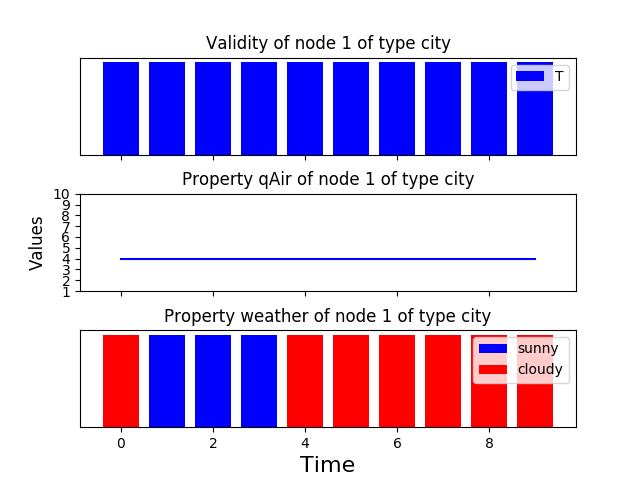 Validity of node 1 of type city
T
Property qAir of node 1 of type city
Values
10
9
8
7
6
5
4
3
2
1
Property weather of node 1 of type city
sunny
cloudy
0 2 4 6 8
Time